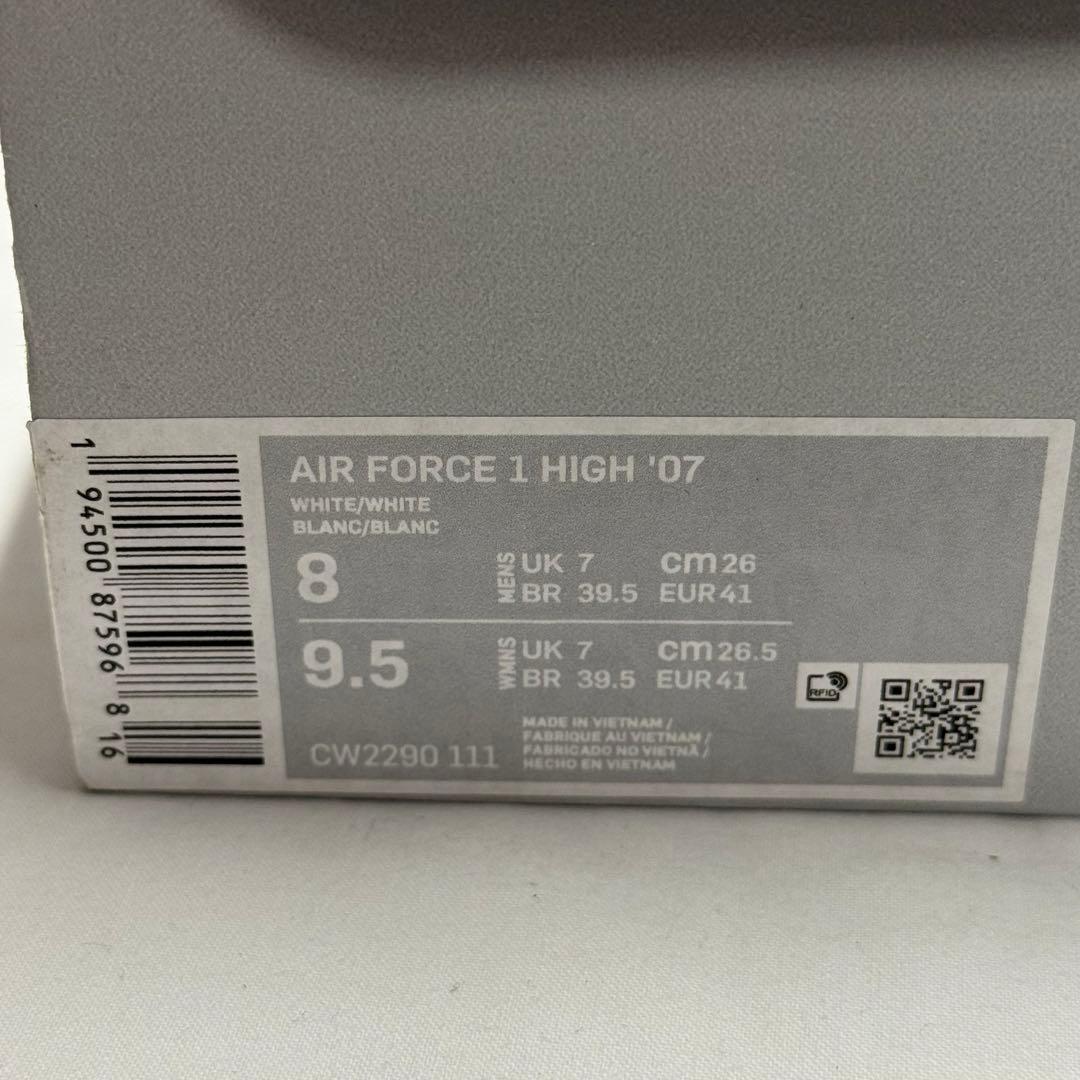 1 94500 87596 8 16
AIR FORCE 1 HIGH '07
WHITE/WHITE
BLANC/BLANC
8 MENS UK 7 cm 26
BR 39.5 EUR 41
9.5 WMNS UK 7 cm 26.5
BR 39.5 EUR 41
RFID
MADE IN VIETNAM /
FABRIQUE AU VIETNAM /
FABRICADO NO VIETNÃ /
HECHO EN VIETNAM
CW2290 111